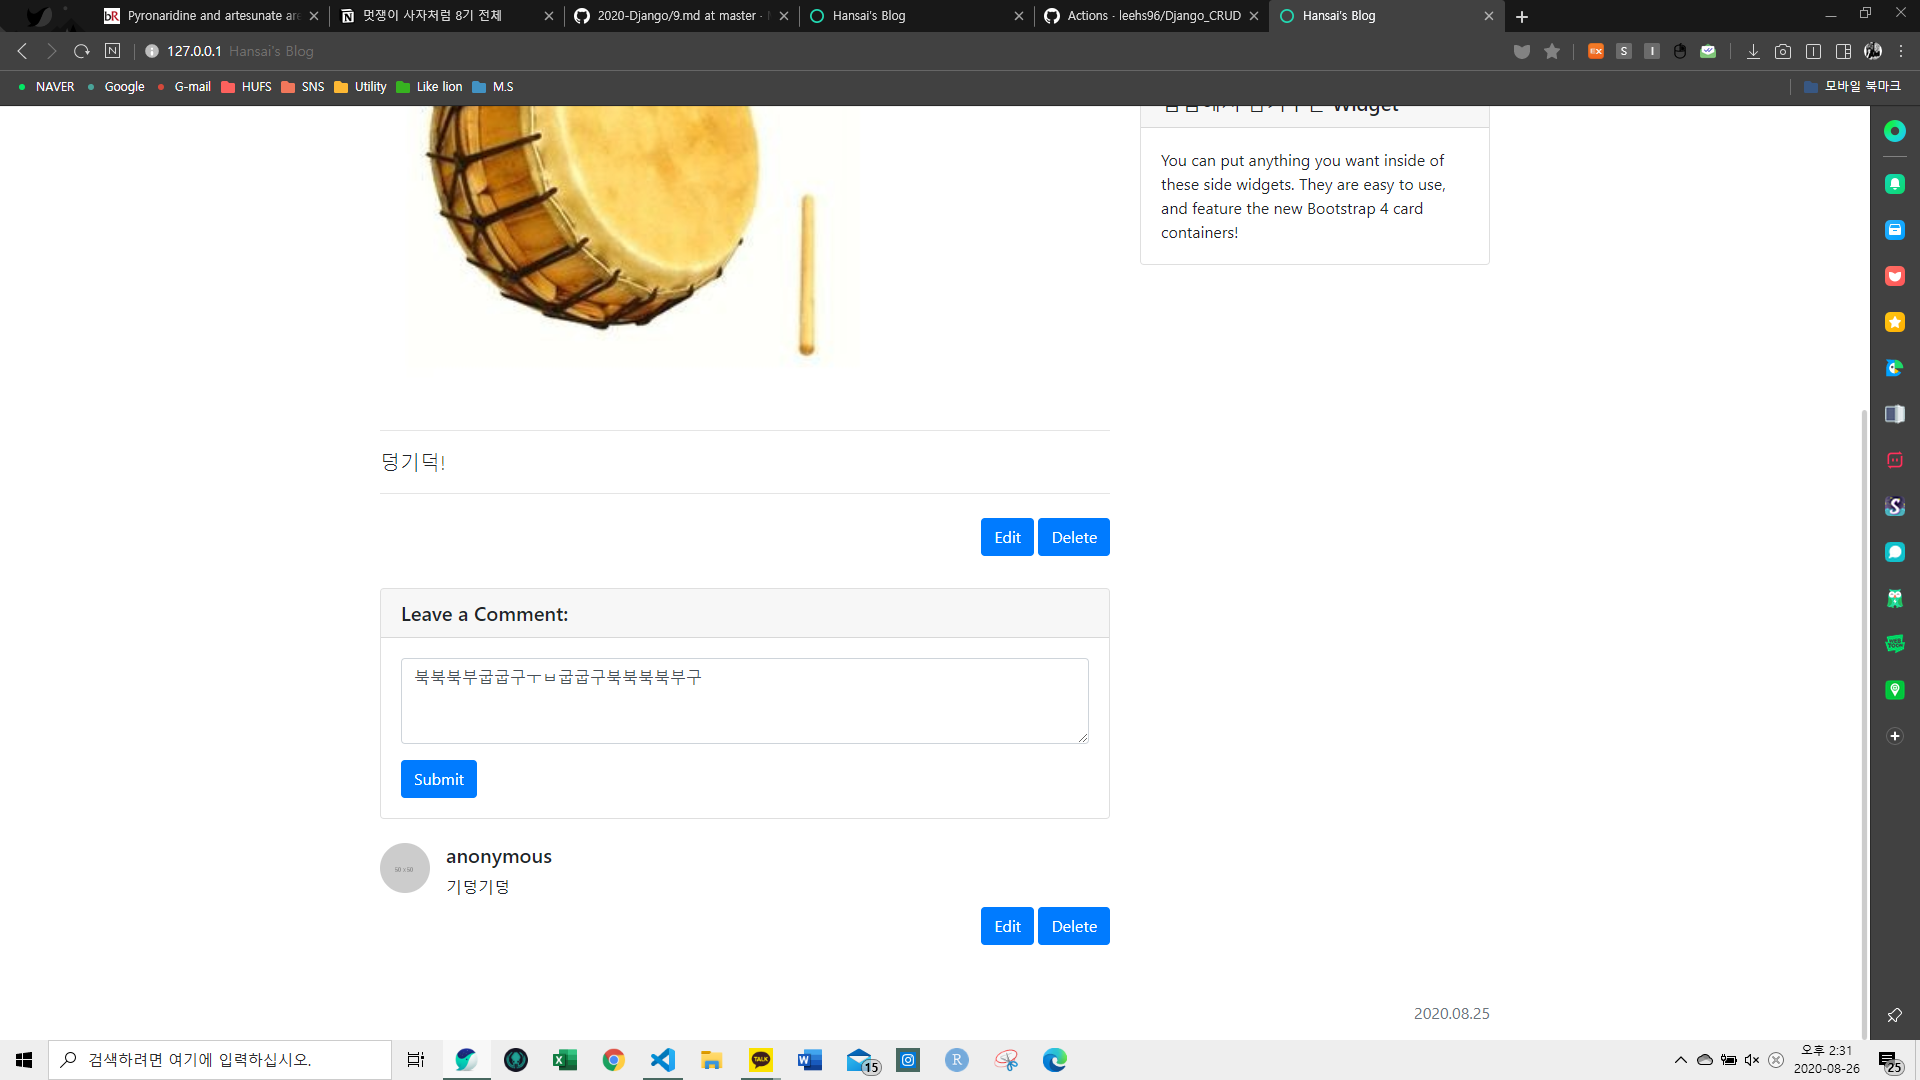 Pyronaridine and artesunate are
멋쟁이 사자처럼 8기 전체
2020-Django/9.md at master ·
Hansai's Blog
Actions · leehs96/Django_CRUD
Hansai's Blog
127.0.0.1 Hansai's Blog
NAVER
Google
G-mail
HUFS
SNS
Utility
Like lion
M.S
모바일 북마크
Widget
You can put anything you want inside of
these side widgets. They are easy to use,
and feature the new Bootstrap 4 card
containers!
덩기덕!
Edit
Delete
Leave a Comment:
북북북부굽굽구ㅜㅂ굽굽구북북북북부구
Submit
50 x 50
anonymous
기덩기덩
Edit
Delete
2020.08.25
검색하려면 여기에 입력하십시오.
TALK
15
오후 2:31
2020-08-26
25